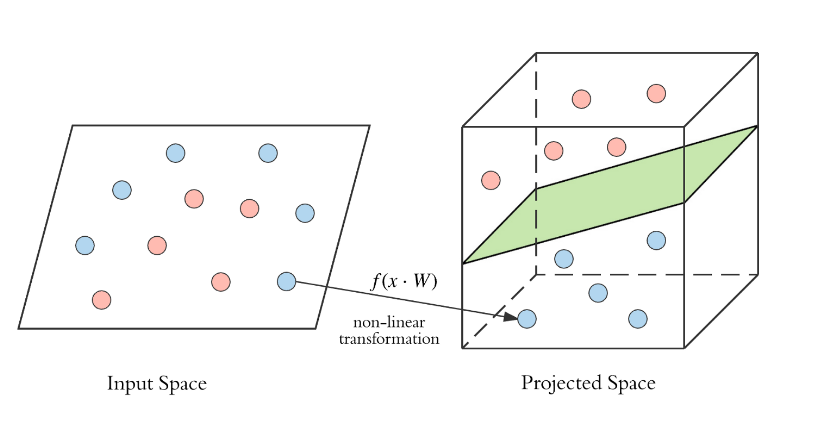 f(x · W)
non-linear
transformation
Input Space
Projected Space